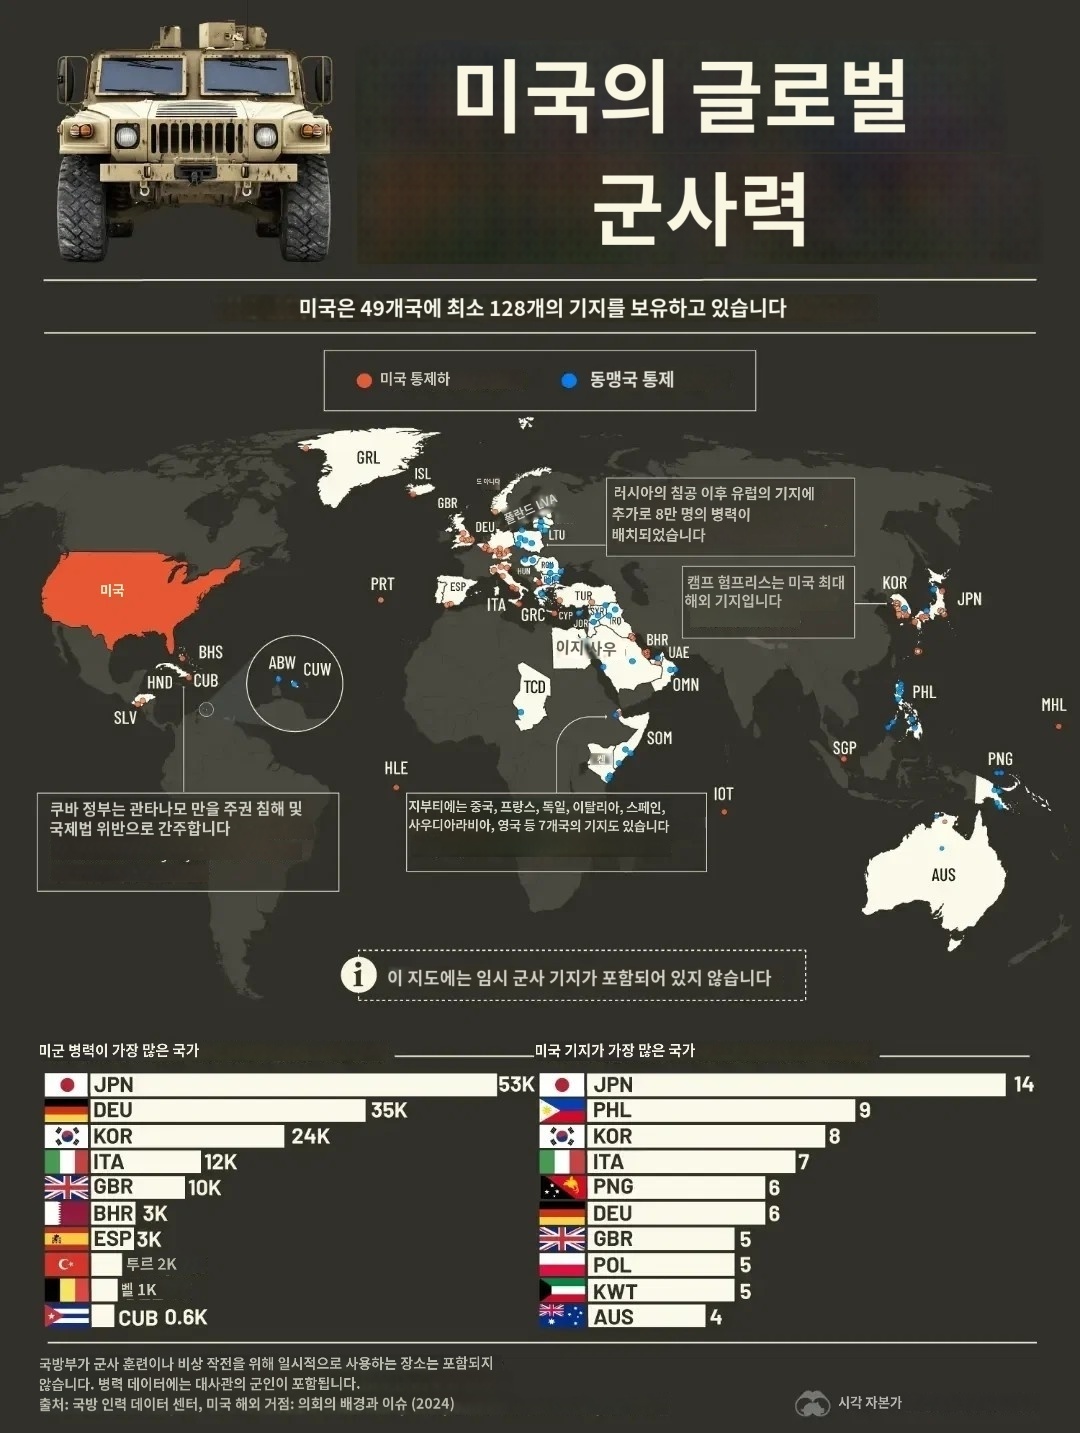 미국의 글로벌
군사력
미국은 49개국에 최소 128개의 기지를 보유하고 있습니다
미국 통제하
동맹국 통제
GRL
ISL
드 아니다
GBR
폴란드 LVA
DEU
LTU
러시아의 침공 이후 유럽의 기지에
추가로 8만 명의 병력이
배치되었습니다
HUN
ROU
캠프 험프리스는 미국 최대
해외 기지입니다
KOR
JPN
미국
PRT
ESP
ITA
GRC
TUR
CYP
SYR
JOR
IRQ
이지 사우
BHR
UAE
OMN
BHS
HND
CUB
SLV
ABW
CUW
TCD
SOM
켄
PHL
MHL
SGP
PNG
HLE
IOT
AUS
쿠바 정부는 관타나모 만을 주권 침해 및
국제법 위반으로 간주합니다
지부티에는 중국, 프랑스, 독일, 이탈리아, 스페인,
사우디아라비아, 영국 등 7개국의 기지도 있습니다
i 이 지도에는 임시 군사 기지가 포함되어 있지 않습니다
미군 병력이 가장 많은 국가
JPN 53K
DEU 35K
KOR 24K
ITA 12K
GBR 10K
BHR 3K
ESP 3K
투르 2K
벨 1K
CUB 0.6K
미국 기지가 가장 많은 국가
JPN 14
PHL 9
KOR 8
ITA 7
PNG 6
DEU 6
GBR 5
POL 5
KWT 5
AUS 4
국방부가 군사 훈련이나 비상 작전을 위해 일시적으로 사용하는 장소는 포함되지
않습니다. 병력 데이터에는 대사관의 군인이 포함됩니다.
출처: 국방 인력 데이터 센터, 미국 해외 거점: 의회의 배경과 이슈 (2024)
시각 자본가